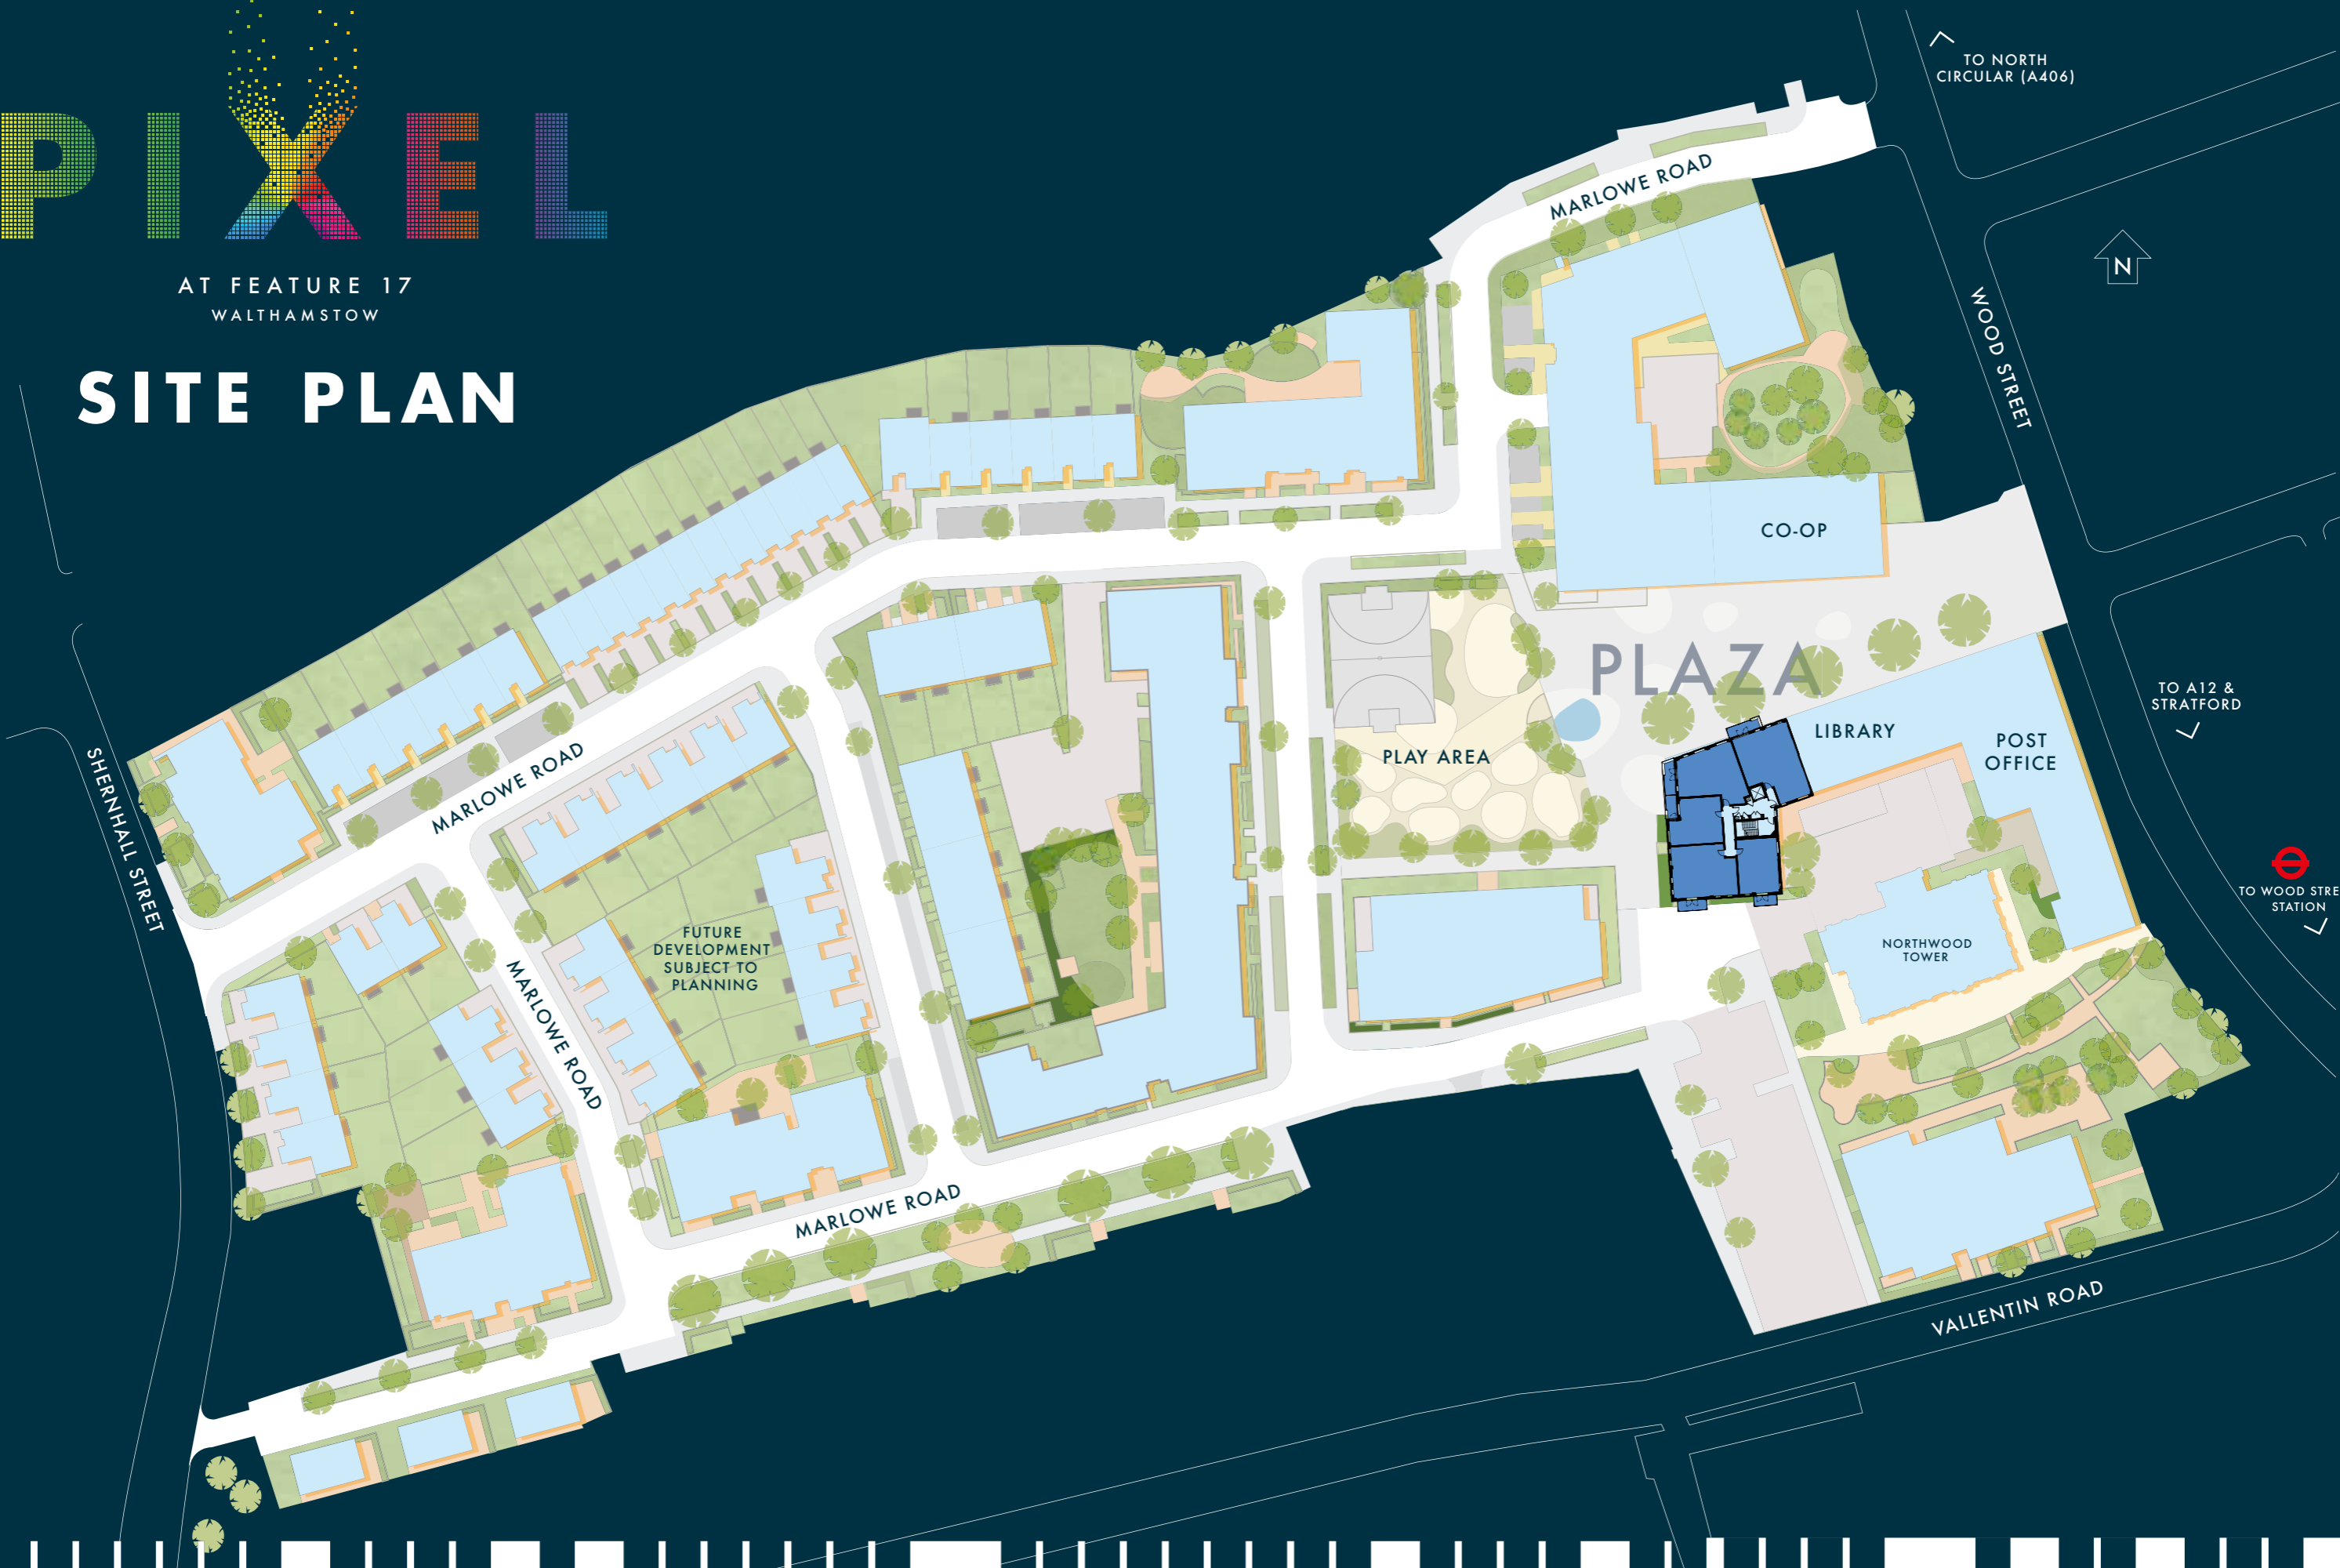 PIXEL
AT FEATURE 17
WALTHAMSTOW
SITE PLAN
TO NORTH
CIRCULAR (A406)
MARLOWE ROAD
N
WOOD STREET
CO-OP
PLAZA
TO A12 &
STRATFORD
LIBRARY
POST
OFFICE
PLAY AREA
MARLOWE ROAD
SHERNHALL STREET
TO WOOD STRE
STATION
FUTURE
DEVELOPMENT
SUBJECT TO
PLANNING
NORTHWOOD
TOWER
MARLOWE ROAD
MARLOWE ROAD
VALLENTIN ROAD